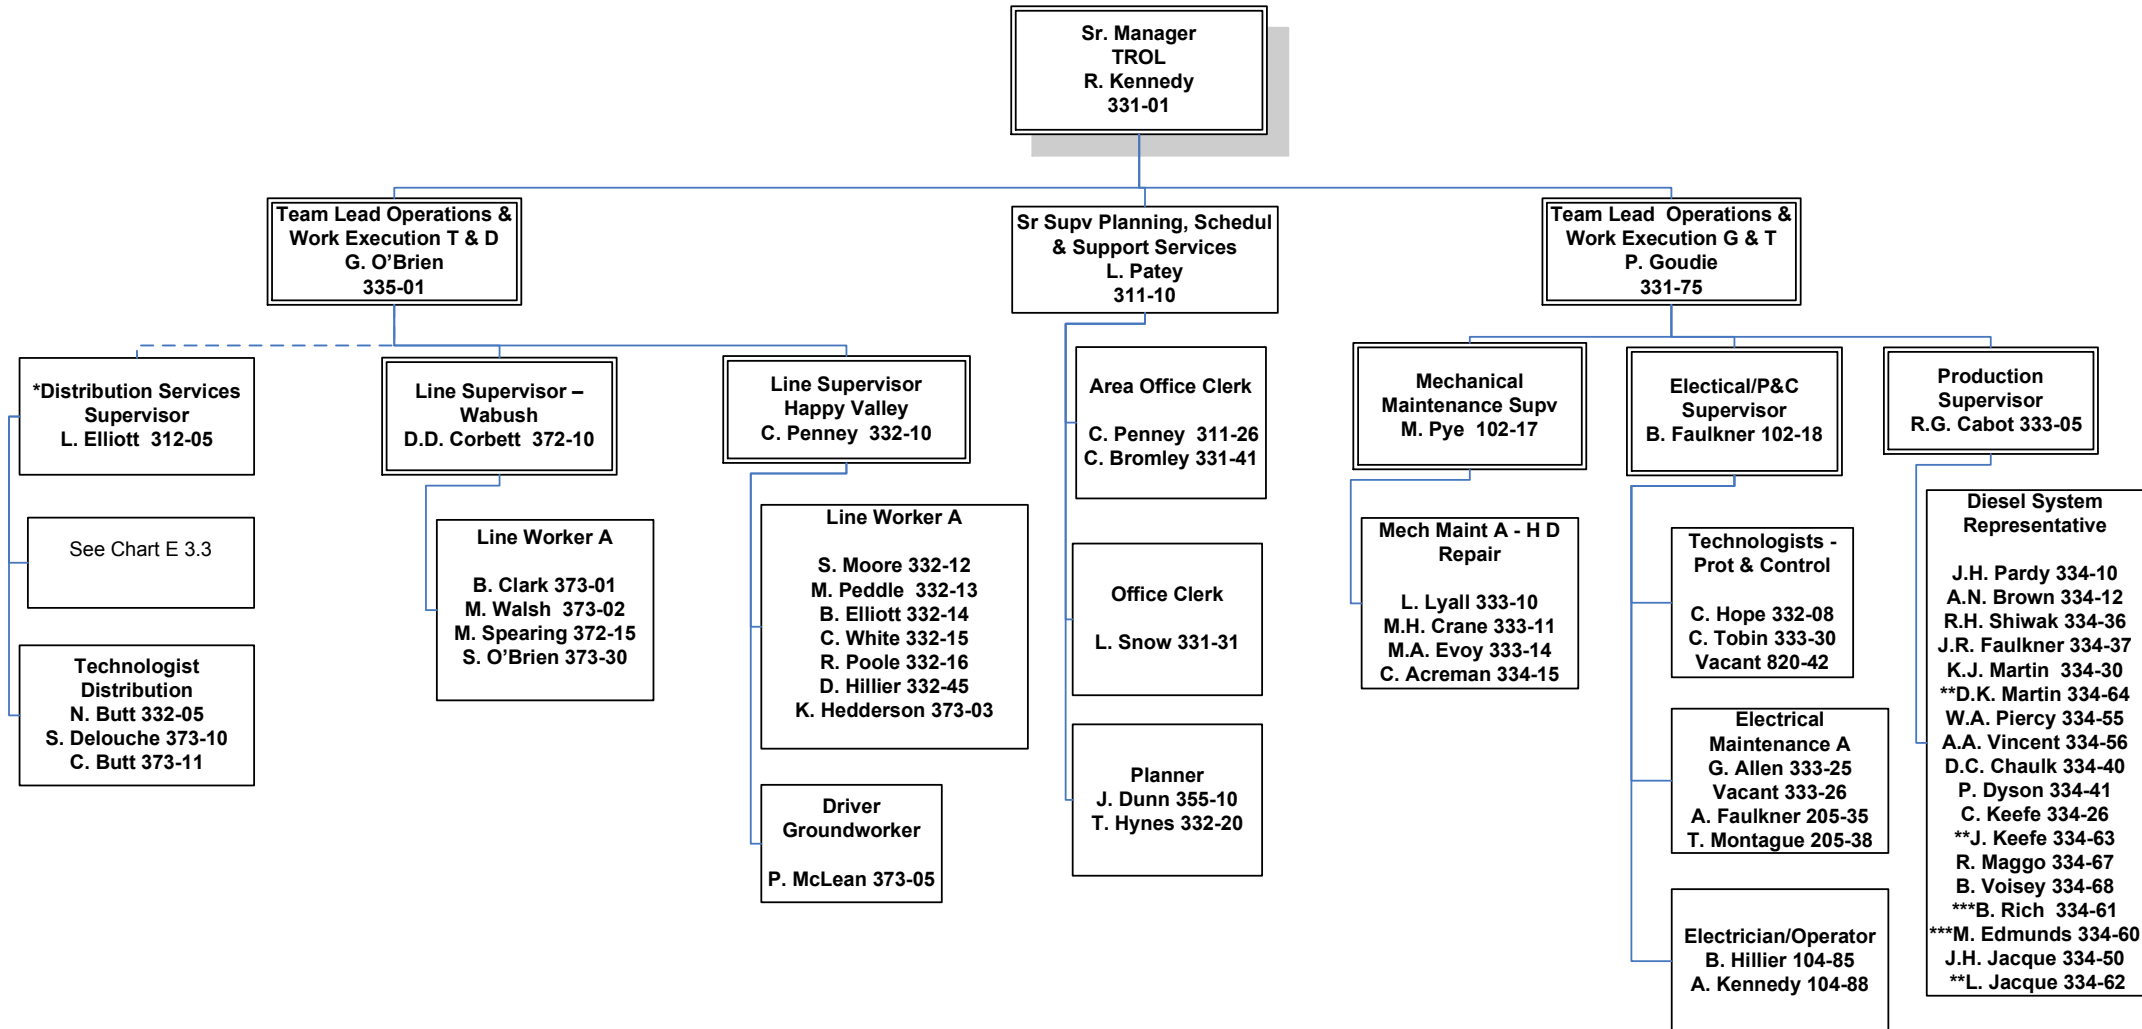 Sr. Manager
TROL
R. Kennedy
331-01
Team Lead Operations &
Work Execution T & D
G. O’Brien
335-01
Sr Supv Planning, Schedul
& Support Services
L. Patey
311-10
Team Lead  Operations &
Work Execution G & T
P. Goudie
331-75
*Distribution Services
Supervisor
L. Elliott  312-05
Line Supervisor –
Wabush
D.D. Corbett  372-10
Line Supervisor
Happy Valley
C. Penney  332-10
Area Office Clerk
C. Penney  311-26
C. Bromley 331-41
Mechanical
Maintenance Supv
M. Pye  102-17
Electical/P&C
Supervisor
B. Faulkner 102-18
Production
Supervisor
R.G. Cabot 333-05
See Chart E 3.3
Technologist
Distribution
N. Butt 332-05
S. Delouche 373-10
C. Butt 373-11
Line Worker A
B. Clark 373-01
M. Walsh  373-02
M. Spearing 372-15
S. O’Brien 373-30
Line Worker A
S. Moore 332-12
M. Peddle  332-13
B. Elliott 332-14
C. White 332-15
R. Poole 332-16
D. Hillier 332-45
K. Hedderson 373-03
Driver
Groundworker
P. McLean 373-05
Office Clerk
L. Snow 331-31
Planner
J. Dunn 355-10
T. Hynes 332-20
Mech Maint A - H D
Repair
L. Lyall 333-10
M.H. Crane 333-11
M.A. Evoy 333-14
C. Acreman 334-15
Technologists -
Prot & Control
C. Hope 332-08
C. Tobin 333-30
Vacant 820-42
Electrical
Maintenance A
G. Allen 333-25
Vacant 333-26
A. Faulkner 205-35
T. Montague 205-38
Electrician/Operator
B. Hillier 104-85
A. Kennedy 104-88
Diesel System
Representative
J.H. Pardy 334-10
A.N. Brown 334-12
R.H. Shiwak 334-36
J.R. Faulkner 334-37
K.J. Martin  334-30
**D.K. Martin 334-64
W.A. Piercy 334-55
A.A. Vincent 334-56
D.C. Chaulk 334-40
P. Dyson 334-41
C. Keefe 334-26
**J. Keefe 334-63
R. Maggo 334-67
B. Voisey 334-68
***B. Rich  334-61
***M. Edmunds 334-60
J.H. Jacque 334-50
**L. Jacque 334-62